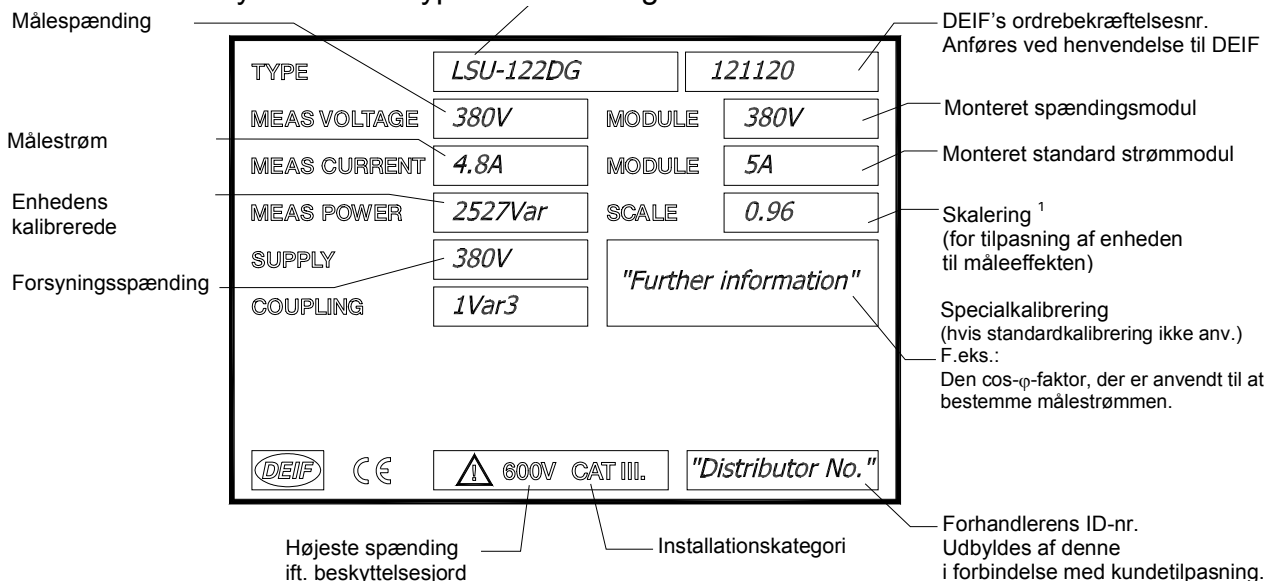 Målespænding
DEIF's ordrebekræftelsesnr.
Anføres ved henvendelse til DEIF
TYPE LSU-122DG 121120
MEAS VOLTAGE 380V MODULE 380V
Monteret spændingsmodul
Målestrøm
MEAS CURRENT 4.8A MODULE 5A
Monteret standard strømmodul
Enhedens
kalibrerede
MEAS POWER 2527Var SCALE 0.96
Skalering 1
(for tilpasning af enheden
til måleeffekten)
Forsyningsspænding
SUPPLY 380V
"Further information"
COUPLING 1Var3
Specialkalibrering
(hvis standardkalibrering ikke anv.)
F.eks.:
Den cos-φ-faktor, der er anvendt til at
bestemme målestrømmen.
DEIF CE 600V CAT III. "Distributor No."
Højeste spænding
ift. beskyttelsesjord
Installationskategori
Forhandlerens ID-nr.
Udbyldes af denne
i forbindelse med kundetilpasning.